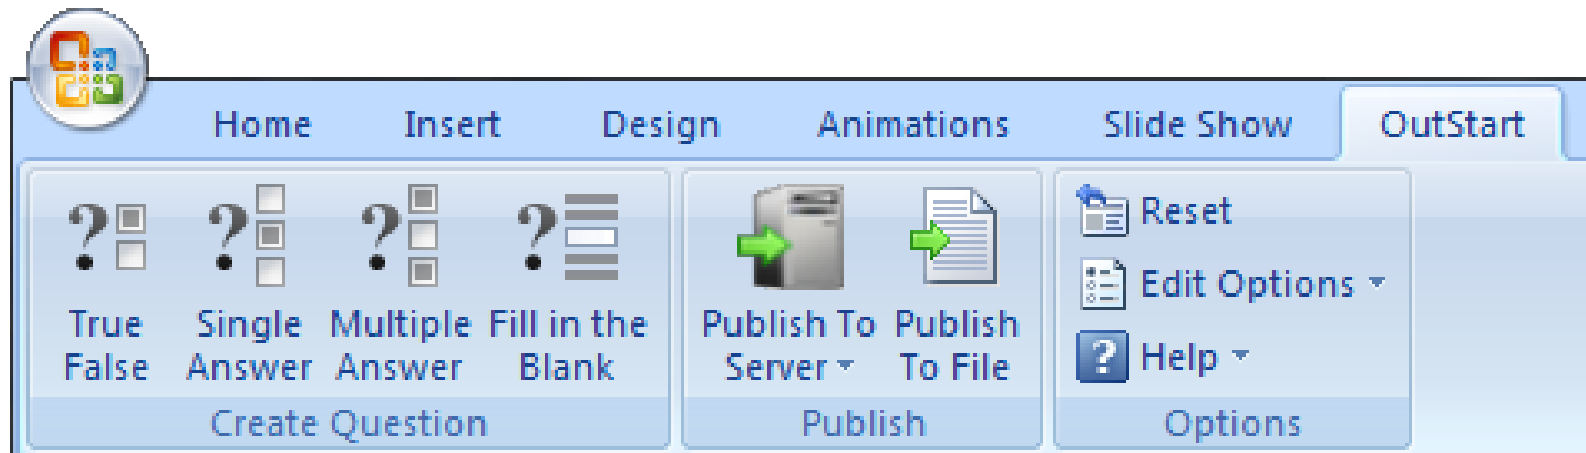 Home Insert Design Animations Slide Show OutStart
True False
Single Answer
Multiple Answer
Fill in the Blank
Create Question
Publish To Server
Publish To File
Publish
Reset
Edit Options
Help
Options